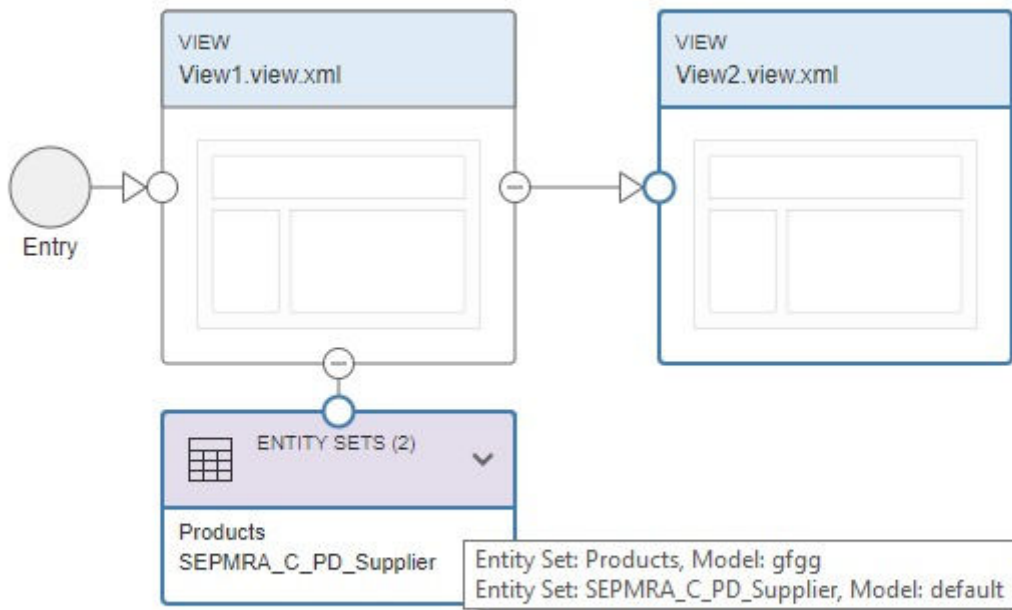 VIEW
View1.view.xml
VIEW
View2.view.xml
Entry
ENTITY SETS (2)
Products
SEPMRA_C_PD_Supplier
Entity Set: Products, Model: gfgg
Entity Set: SEPMRA_C_PD_Supplier, Model: default